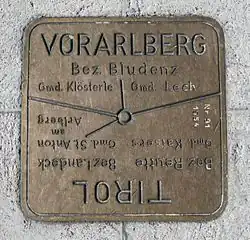 VORARLBERG
Bez. Bludenz
Gmd. Klösterle Gmd. Lech
TIROL
Bez. Reutte Bez. Landeck
Gmd. Kaisers Gmd. St. Anton
am
Arlberg